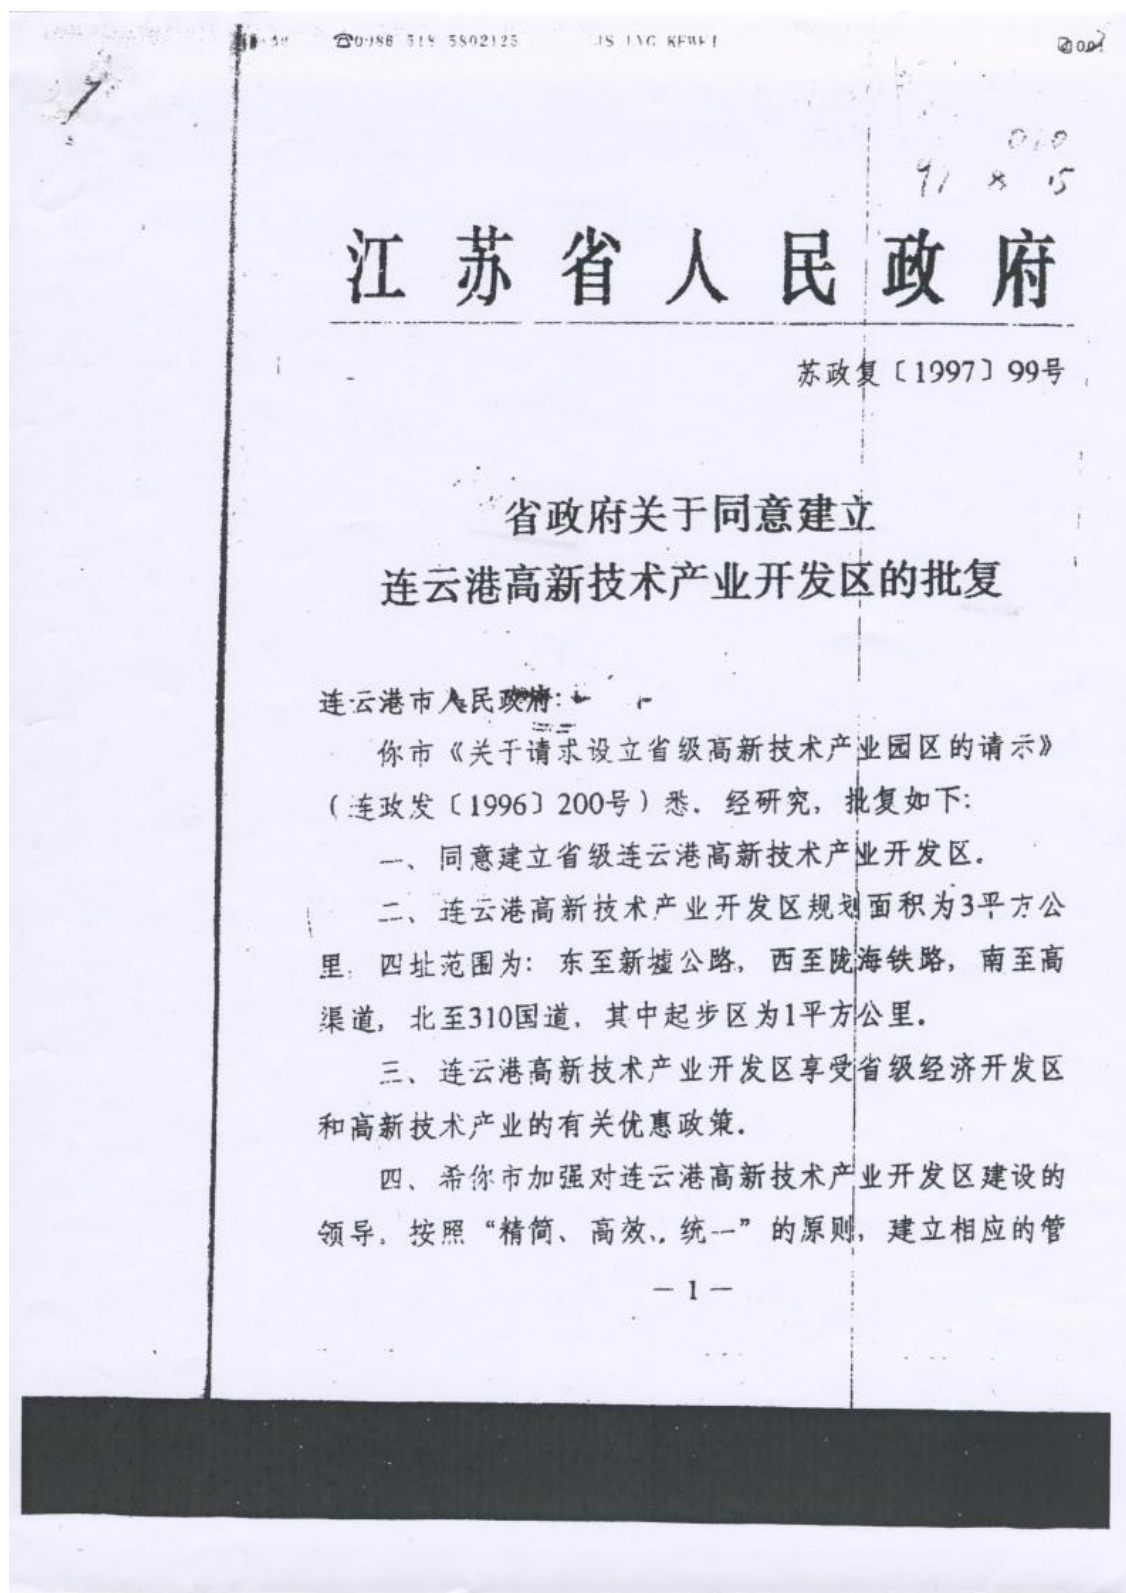 ☎0086 518 5802125
97 8 15
江苏省人民政府
苏政复〔1997〕99号
省政府关于同意建立
连云港高新技术产业开发区的批复
连云港市人民政府:
你市《关于请求设立省级高新技术产业园区的请示》
(连政发〔1996〕200号)悉. 经研究, 批复如下:
一、同意建立省级连云港高新技术产业开发区.
二、连云港高新技术产业开发区规划面积为3平方公
里. 四址范围为: 东至新墟公路, 西至陇海铁路, 南至高
渠道, 北至310国道, 其中起步区为1平方公里.
三、连云港高新技术产业开发区享受省级经济开发区
和高新技术产业的有关优惠政策.
四、希你市加强对连云港高新技术产业开发区建设的
领导, 按照“精简、高效、统一”的原则, 建立相应的管
— 1 —